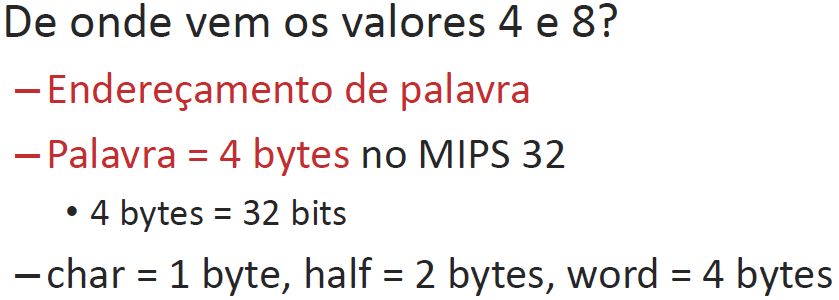 De onde vem os valores 4 e 8?
–Endereçamento de palavra
–Palavra = 4 bytes no MIPS 32
• 4 bytes = 32 bits
–char = 1 byte, half = 2 bytes, word = 4 bytes